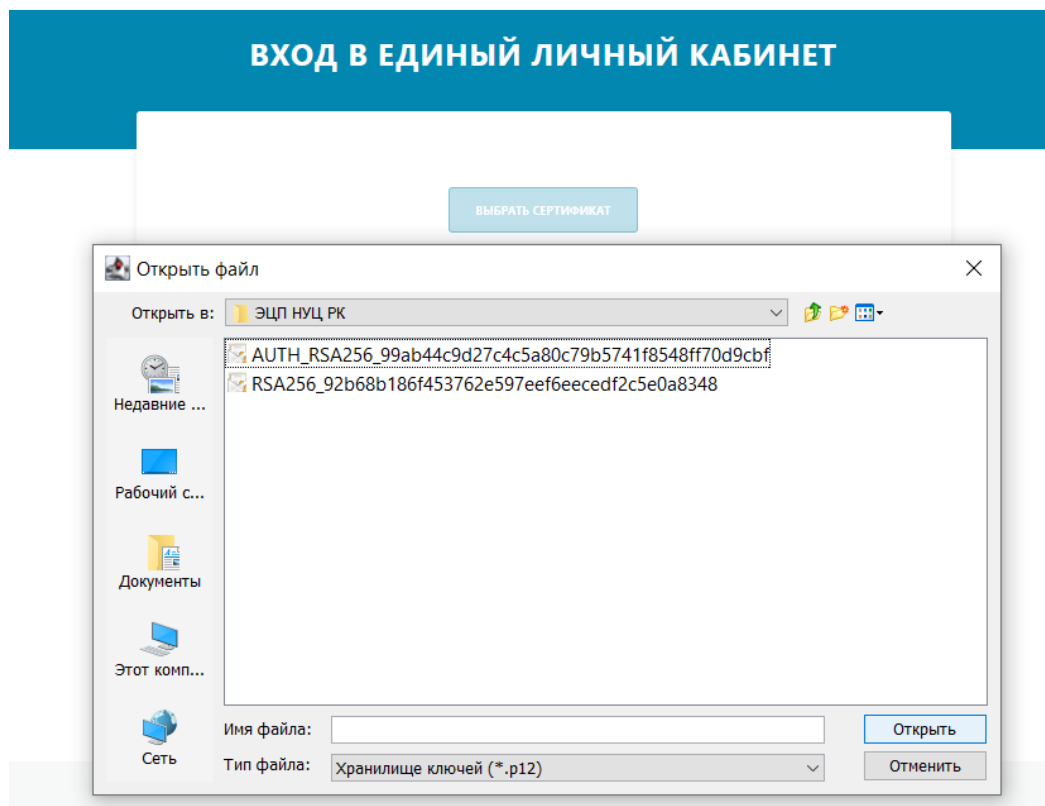 ВХОД В ЕДИНЫЙ ЛИЧНЫЙ КАБИНЕТ
ВЫБРАТЬ СЕРТИФИКАТ
Открыть файл
Открыть в:
ЭЦП НУЦ РК
AUTH_RSA256_99ab44c9d27c4c5a80c79b5741f8548ff70d9cbf
RSA256_92b68b186f453762e597eef6eecedf2c5e0a8348
Недавние ...
Рабочий с...
Документы
Этот комп...
Сеть
Имя файла:
Открыть
Тип файла:
Хранилище ключей (*.p12)
Отменить